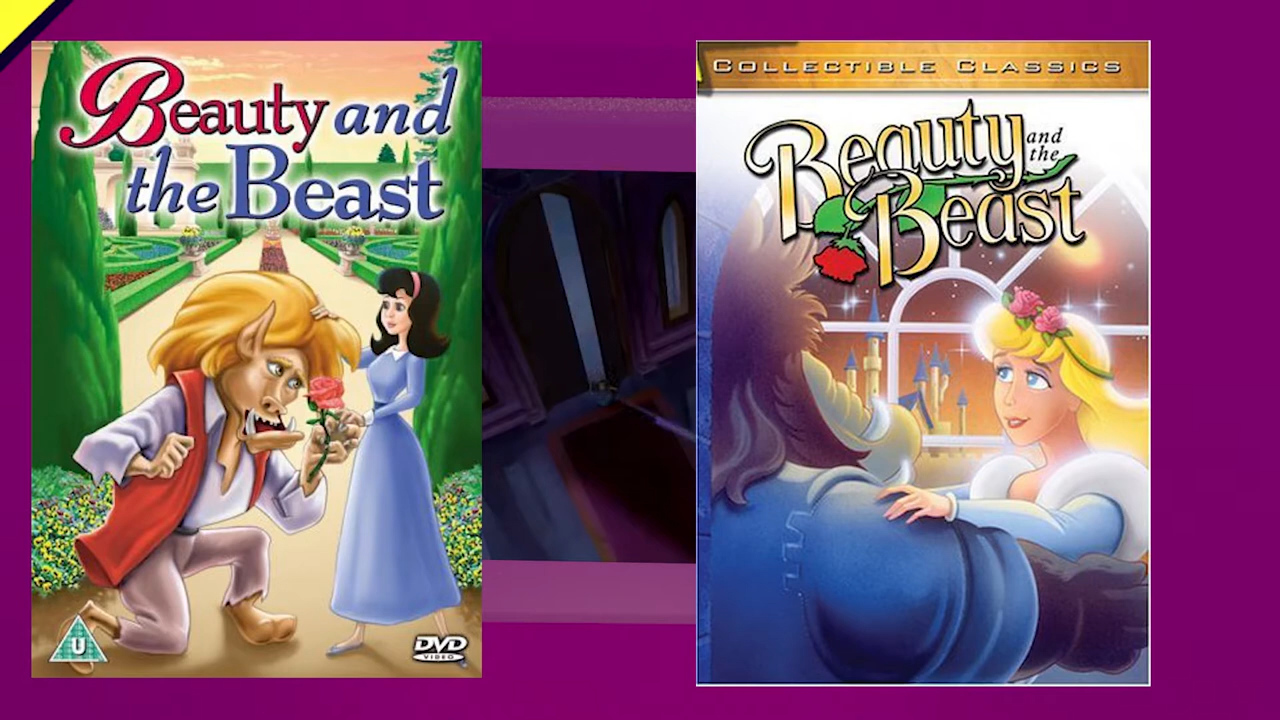 Beauty and
the Beast
U
DVD
VIDEO
COLLECTIBLE CLASSICS
Beauty and
the
Beast